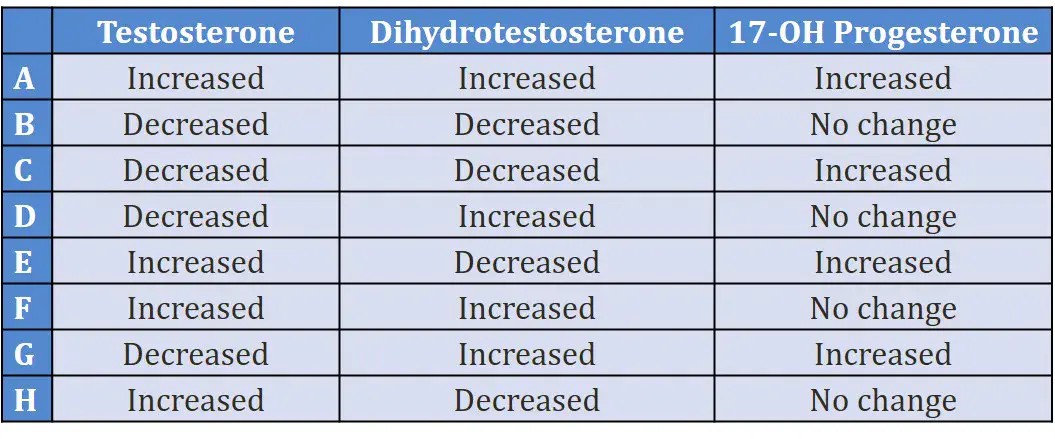 Testosterone Dihydrotestosterone 17-OH Progesterone
A Increased Increased Increased
B Decreased Decreased No change
C Decreased Decreased Increased
D Decreased Increased No change
E Increased Decreased Increased
F Increased Increased No change
G Decreased Increased Increased
H Increased Decreased No change